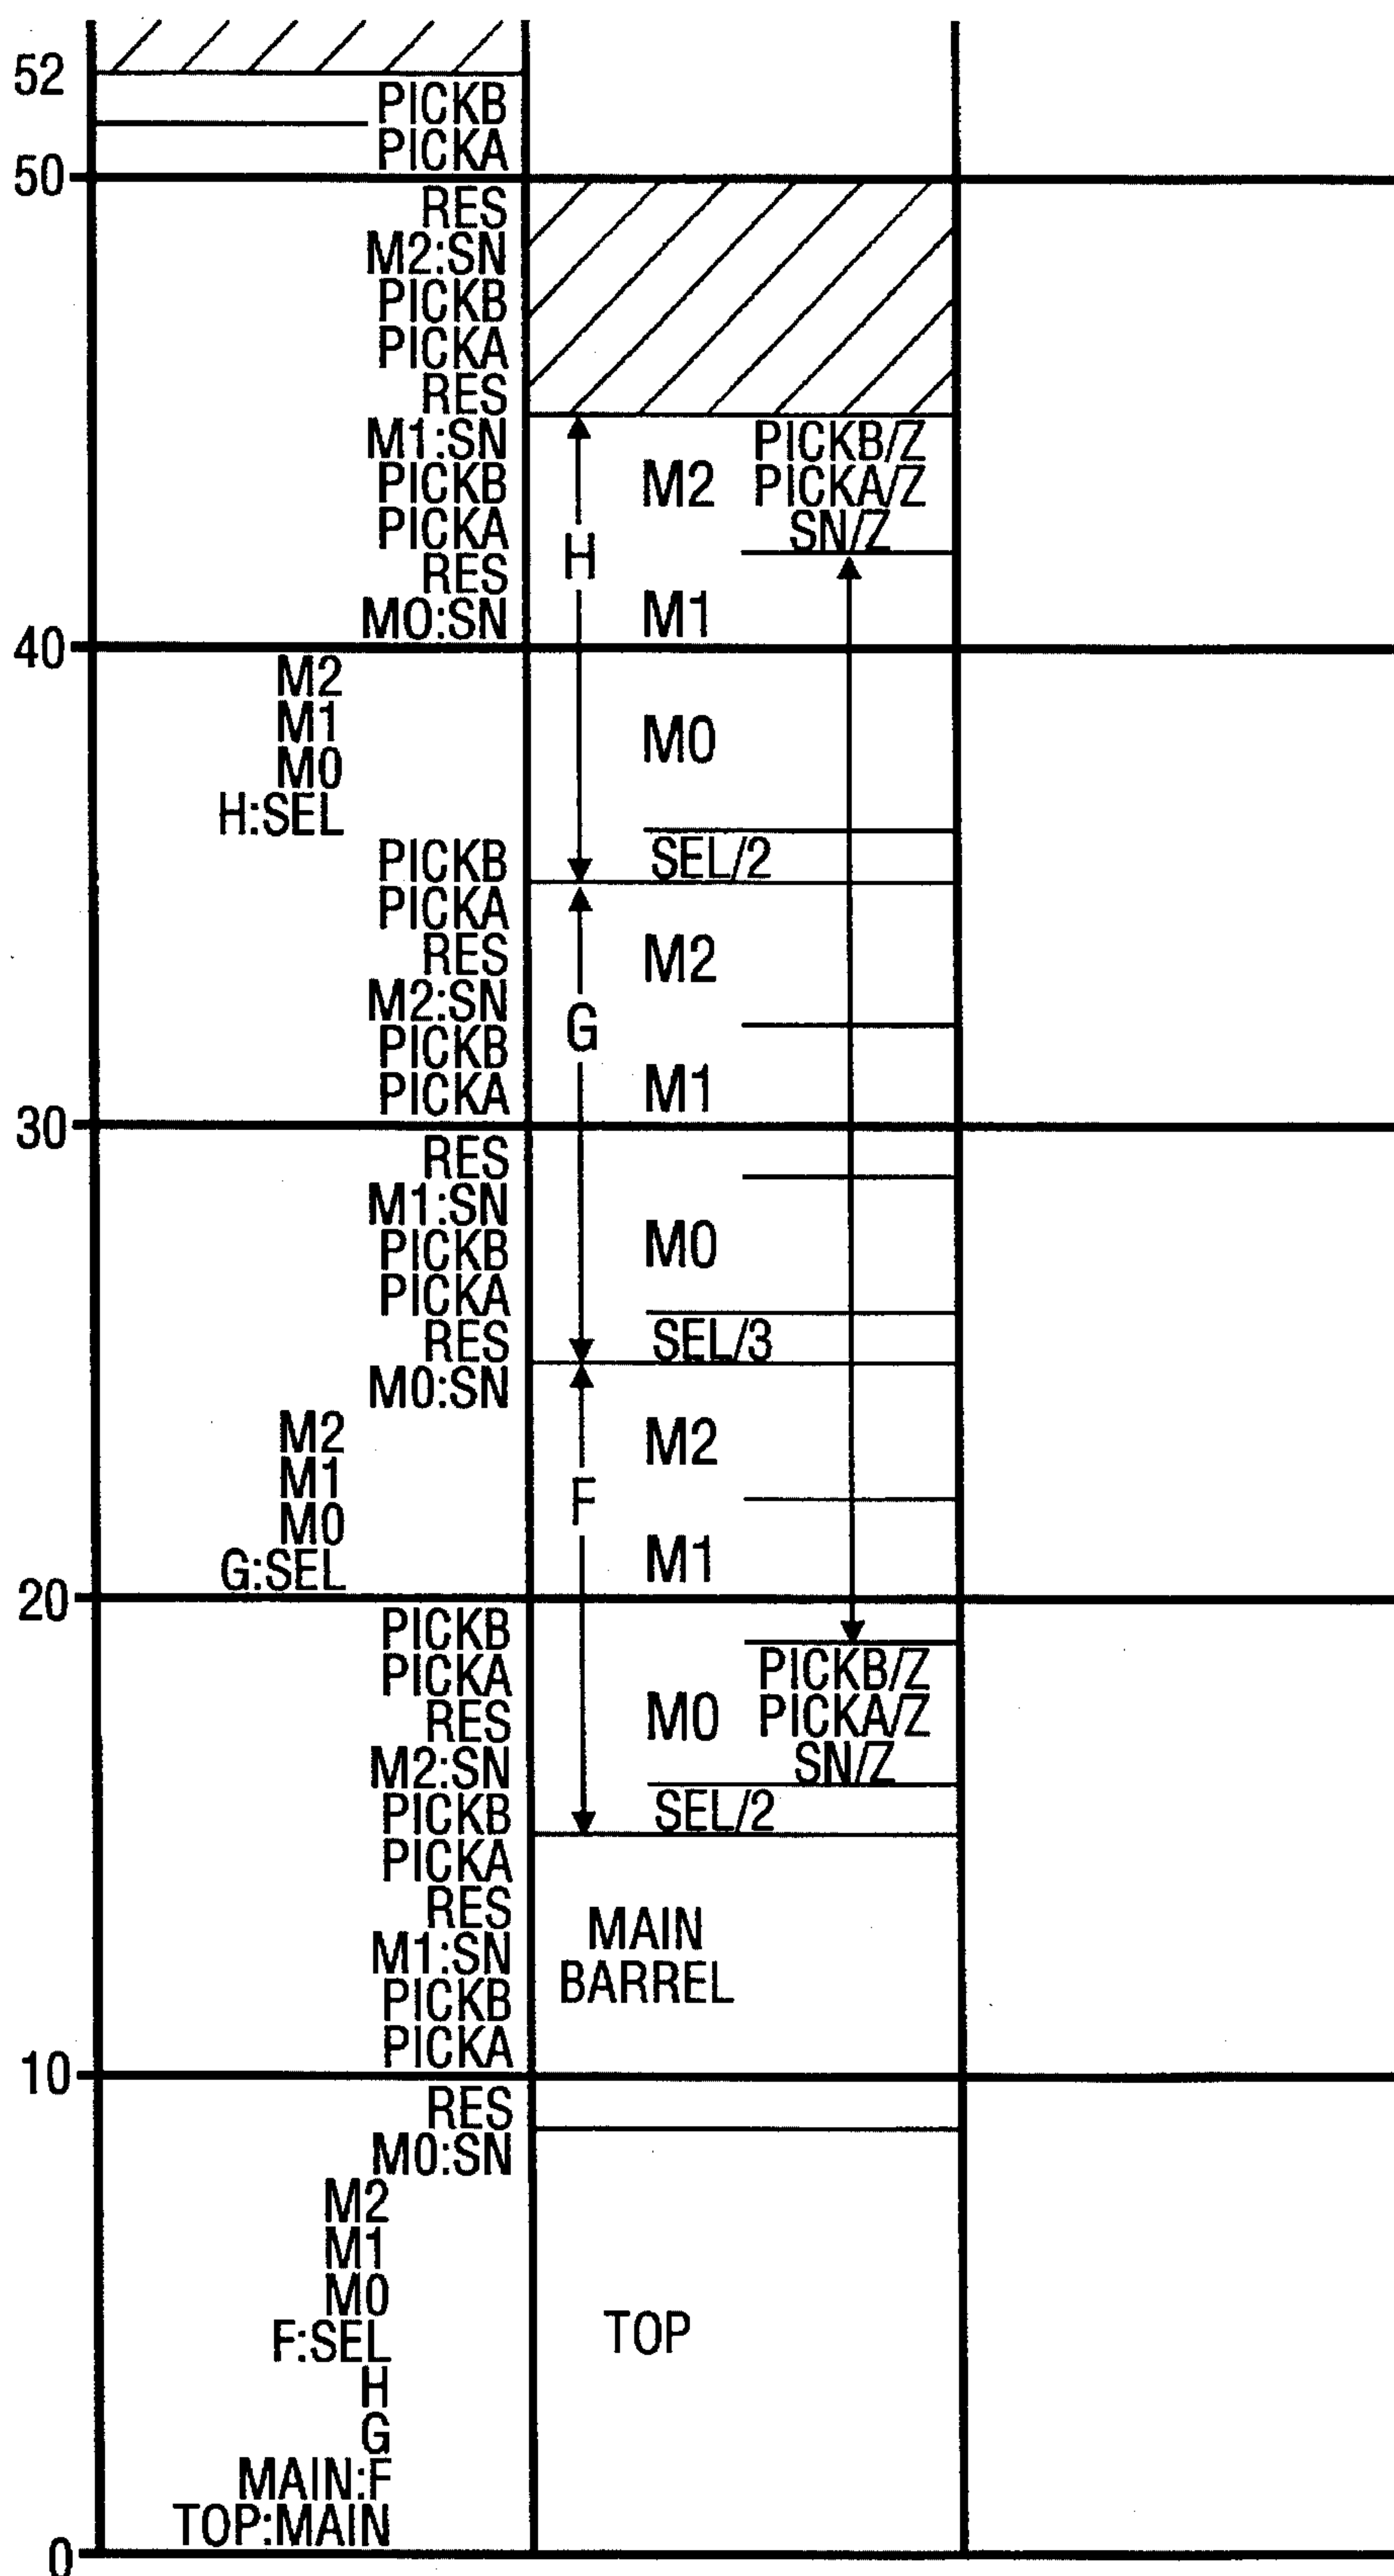 52
PICKB
PICKA
50
RES
M2:SN
PICKB
PICKA
RES
M1:SN
PICKB/Z
PICKB
M2
PICKA/Z
PICKA
SN/Z
H
RES
M0:SN
M1
40
M2
M1
M0
M0
H:SEL
PICKB
SEL/2
PICKA
RES
M2
M2:SN
G
PICKB
PICKA
M1
30
RES
M1:SN
PICKB
M0
PICKA
RES
SEL/3
M0:SN
M2
M2
M1
F
M0
G:SEL
M1
20
PICKB
PICKA
PICKB/Z
RES
M0
PICKA/Z
M2:SN
SN/Z
PICKB
SEL/2
PICKA
RES
MAIN
M1:SN
BARREL
PICKB
PICKA
10
RES
M0:SN
M2
M1
M0
F:SEL
TOP
H
G
MAIN:F
TOP:MAIN
0